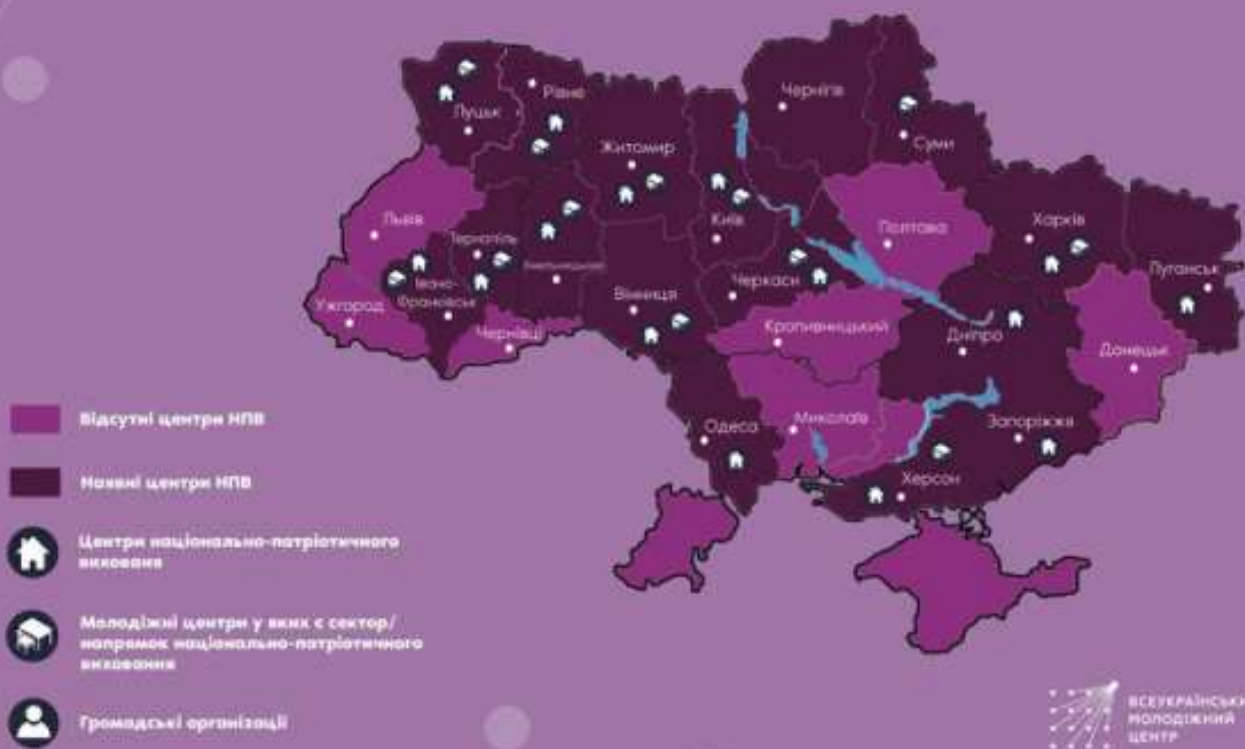 Луцьк
Рівне
Чернігів
Суми
Житомир
Львів
Тернопіль
Київ
Полтава
Харків
Луганськ
Івано-
Франківськ
Вінниця
Черкаси
Ужгород
Чернівці
Кропивницький
Дніпро
Донецьк
Миколаїв
Одеса
Запоріжжя
Херсон
Відсутні центри НПВ
Наявні центри НПВ
Центри національно-патріотичного
виховання
Молодіжні центри у яких є сектор/
напрямок національно-патріотичного
виховання
Громадські організації
ВСЕУКРАЇНСЬКИЙ
МОЛОДІЖНИЙ
ЦЕНТР